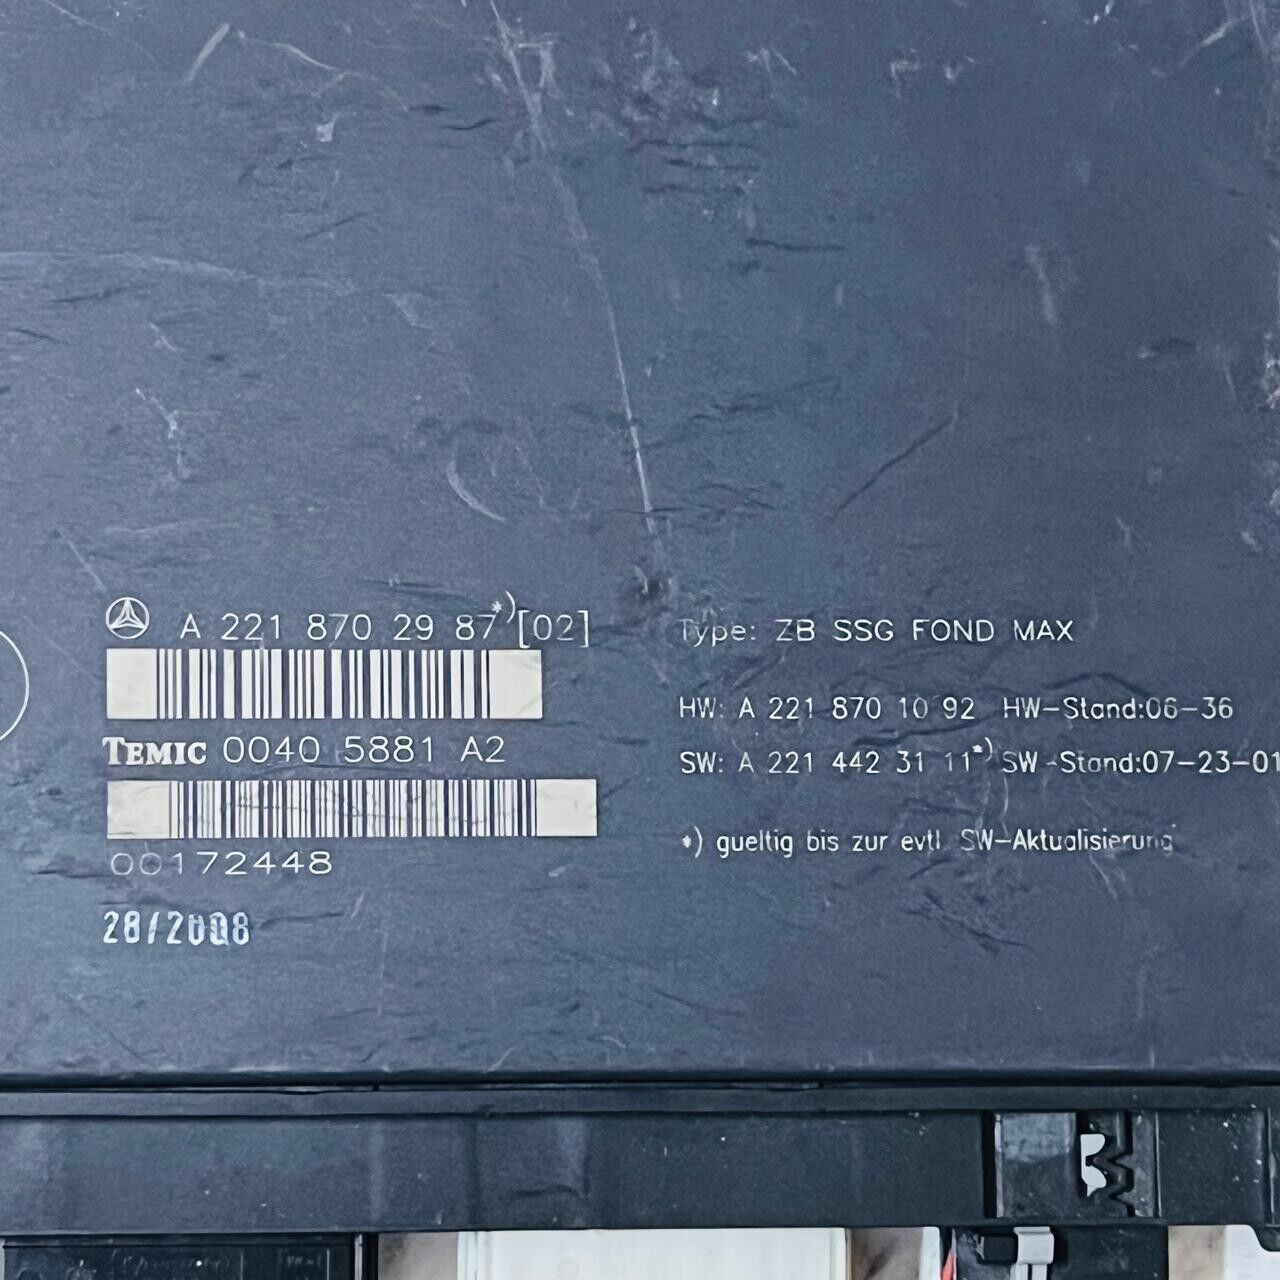 A 221 870 29 87*)[02]
TEMIC 0040 5881 A2
00172448
28/2008
Type: ZB SSG FOND MAX
HW: A 221 870 10 92 HW-Stand:06-36
SW: A 221 442 31 11*) SW-Stand:07-23-01
*) gueltig bis zur evtl. SW-Aktualisierung